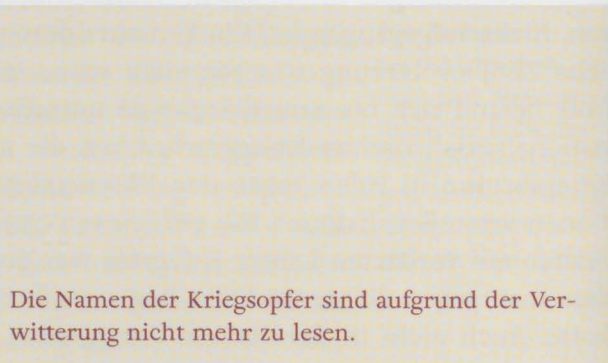 Die Namen der Kriegsopfer sind aufgrund der Ver-
witterung nicht mehr zu lesen.